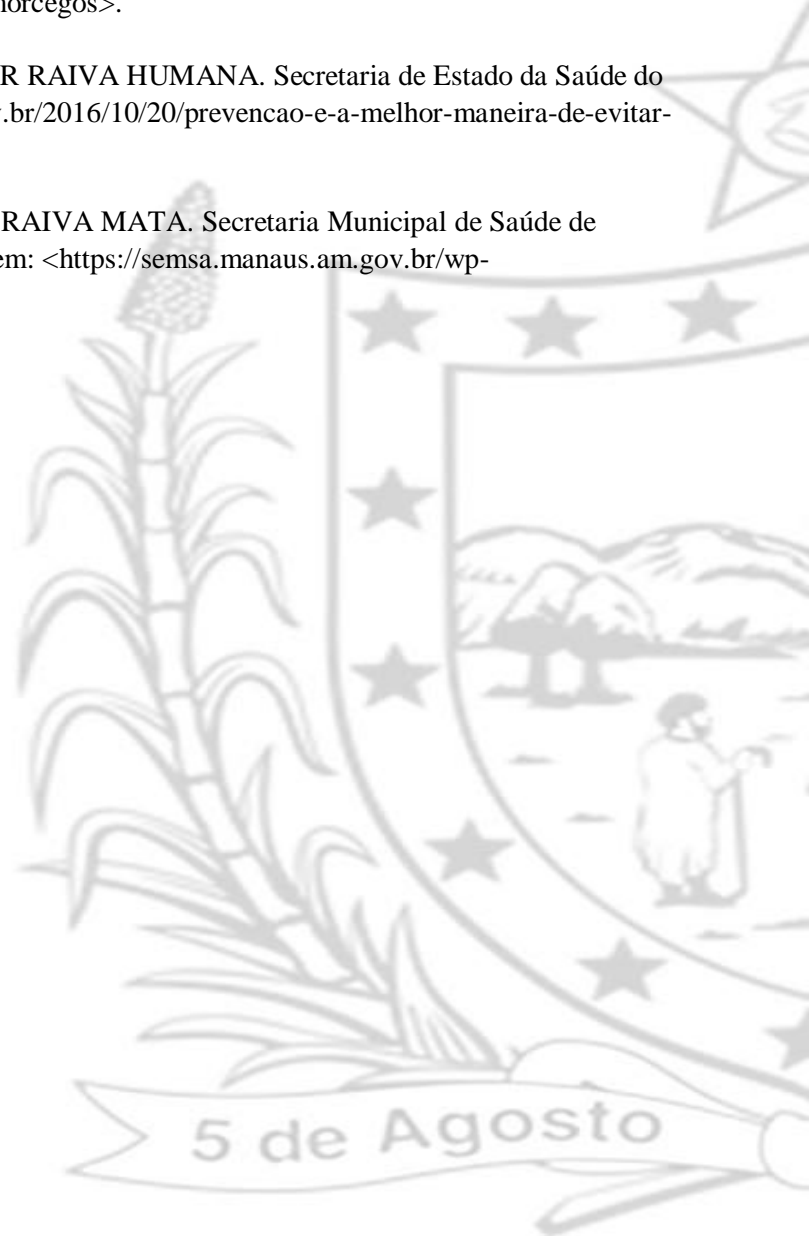 morcegos>.
R RAIVA HUMANA. Secretaria de Estado da Saúde do
.br/2016/10/20/prevencao-e-a-melhor-maneira-de-evitar-
RAIVA MATA. Secretaria Municipal de Saúde de
em: <https://semsa.manaus.am.gov.br/wp-
5 de Agosto